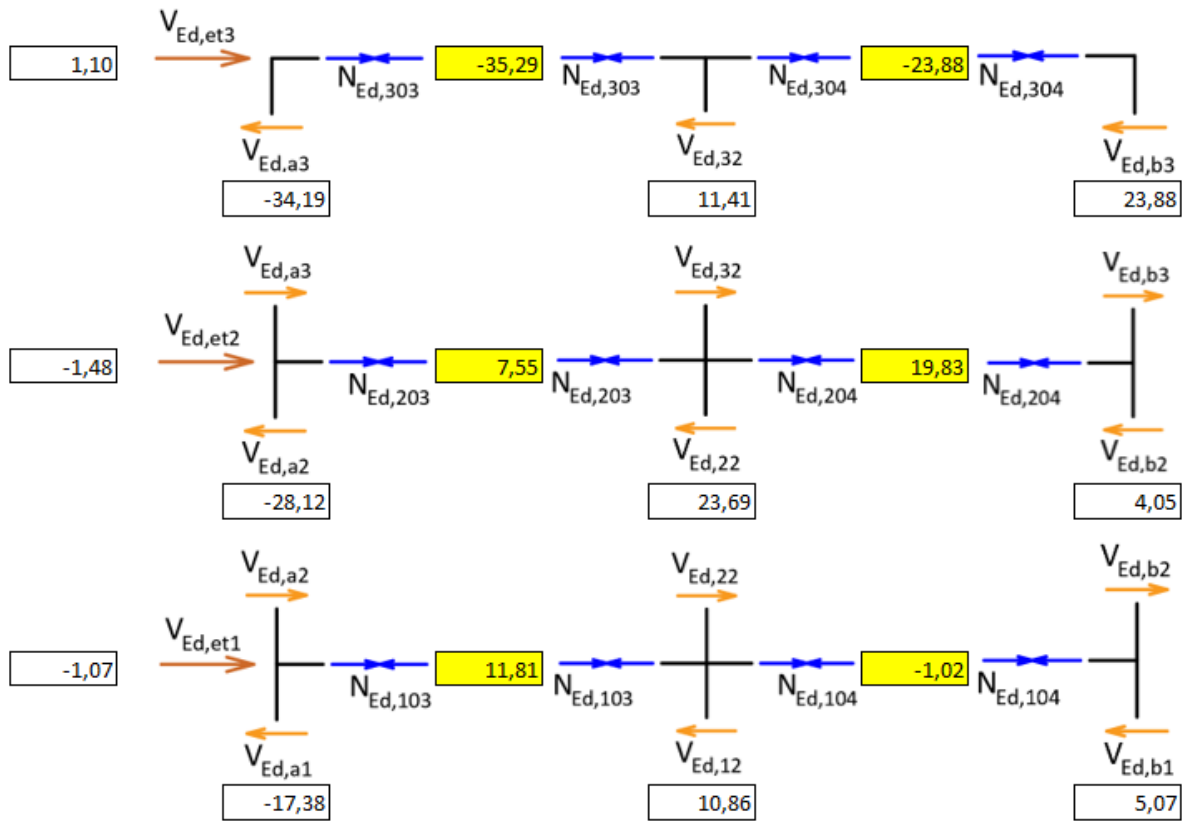 V_Ed,et3
1,10 -35,29 -23,88
N_Ed,303 N_Ed,303 N_Ed,304 N_Ed,304
V_Ed,a3 V_Ed,32 V_Ed,b3
-34,19 11,41 23,88
V_Ed,a3 V_Ed,32 V_Ed,b3
V_Ed,et2
-1,48 7,55 19,83
N_Ed,203 N_Ed,203 N_Ed,204 N_Ed,204
V_Ed,a2 V_Ed,22 V_Ed,b2
-28,12 23,69 4,05
V_Ed,a2 V_Ed,22 V_Ed,b2
V_Ed,et1
-1,07 11,81 -1,02
N_Ed,103 N_Ed,103 N_Ed,104 N_Ed,104
V_Ed,a1 V_Ed,12 V_Ed,b1
-17,38 10,86 5,07